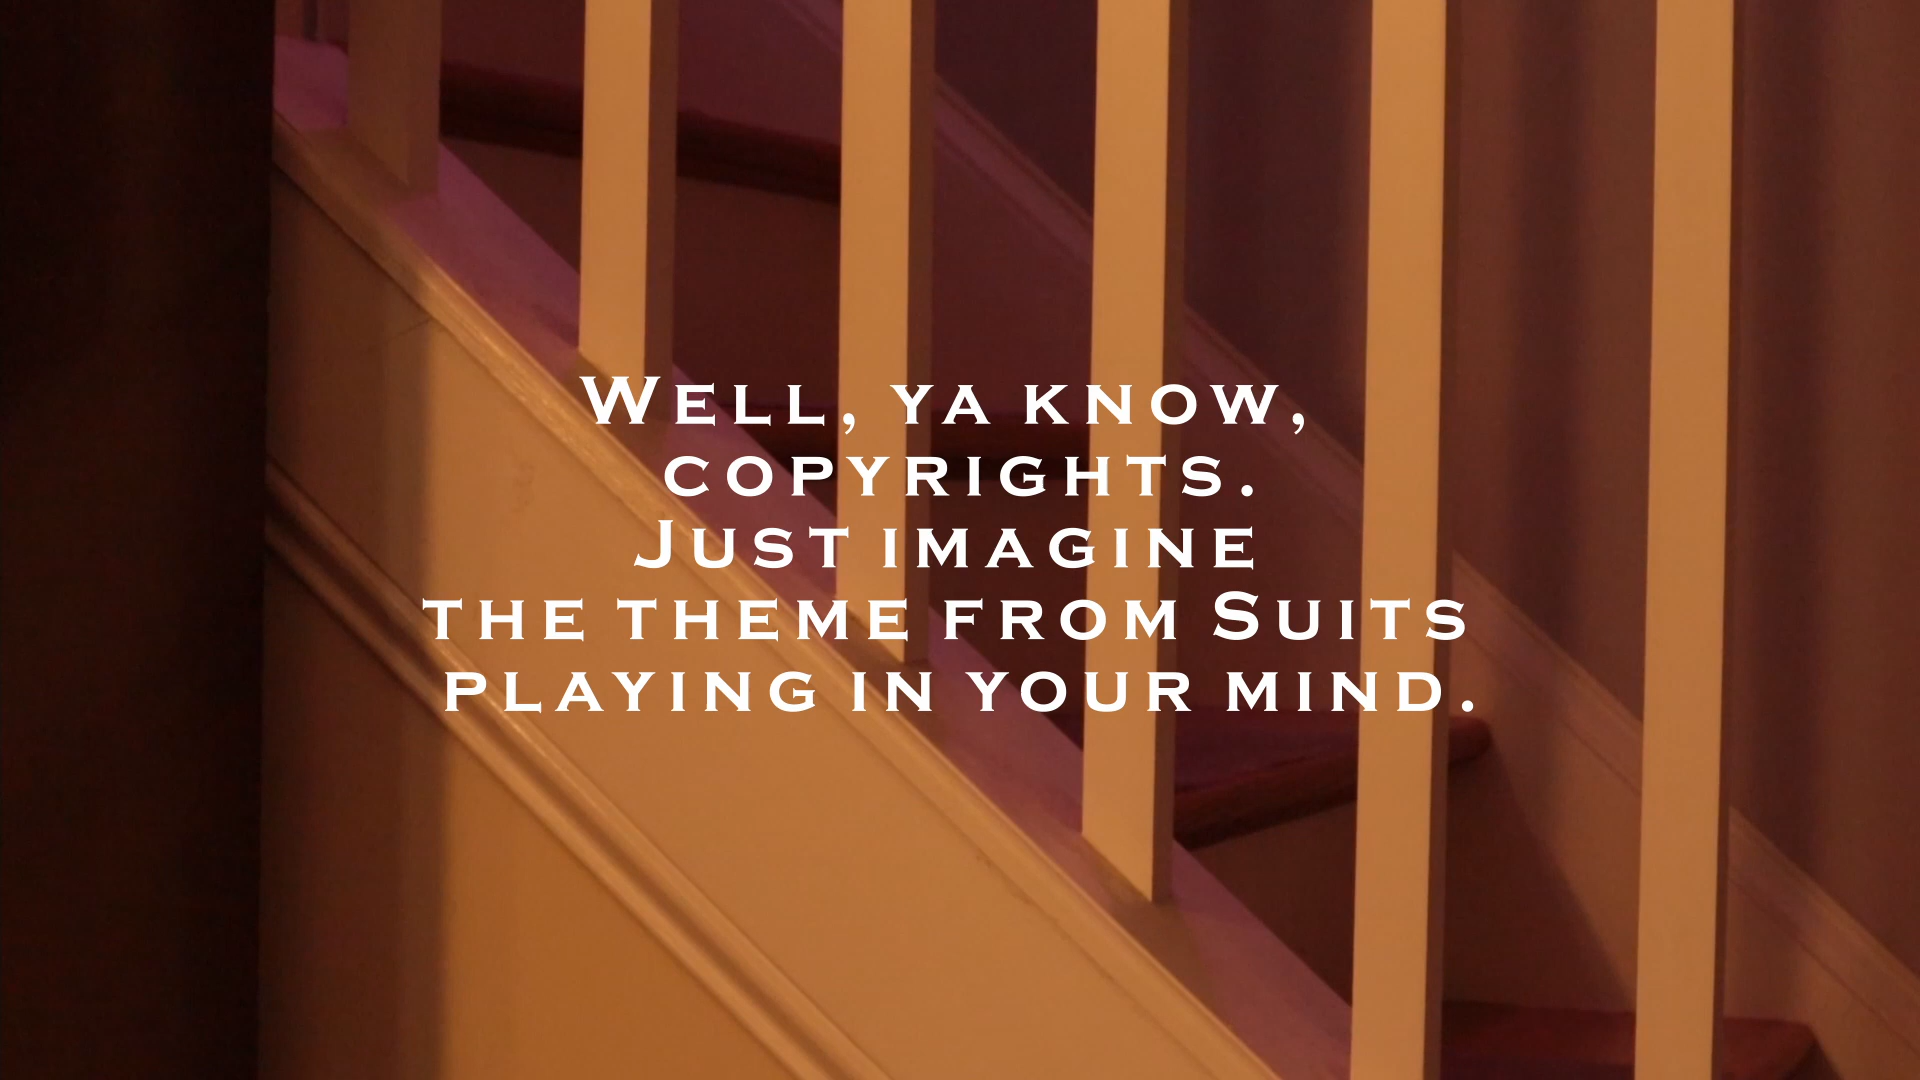 Well, ya know,
copyrights.
Just imagine
the theme from Suits
playing in your mind.